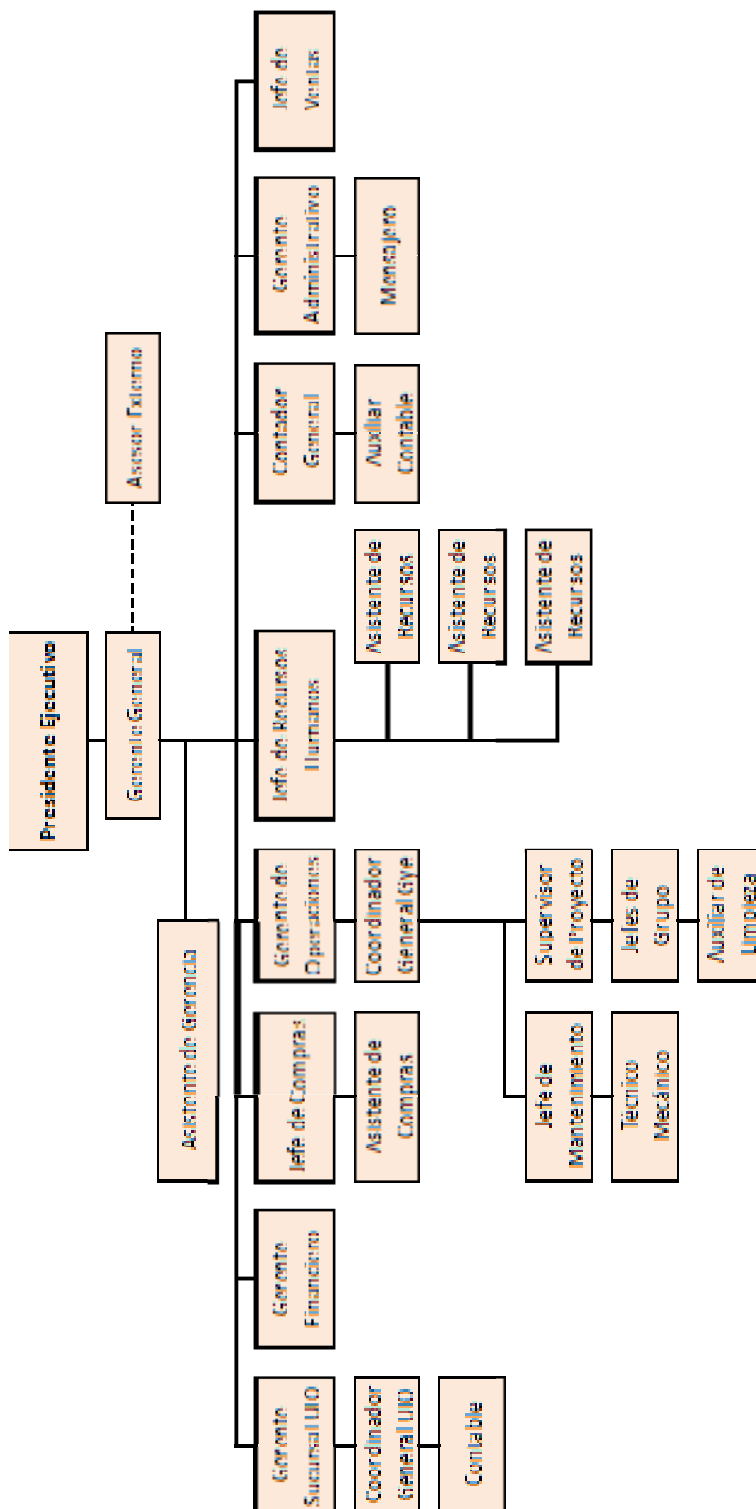 Presidente Ejecutivo
Gerente General
Asesor Externo
Asistente de Gerencia
Gerente
Sucursal UIO
Gerente
Financiero
Jefe de Compras
Gerente de
Operaciones
Jefe de Recursos
Humanos
Contador
General
Gerente
Administrativo
Jefe de
Ventas
Coordinador
General UIO
Asistente de
Compras
Coordinador
General Gye
Asistente de
Recursos
Auxiliar
Contable
Mensajero
Contable
Asistente de
Recursos
Jefe de
Mantenimiento
Supervisor
de Proyecto
Asistente de
Recursos
Técnico
Mecánico
Jefes de
Grupo
Auxiliar de
Limpieza